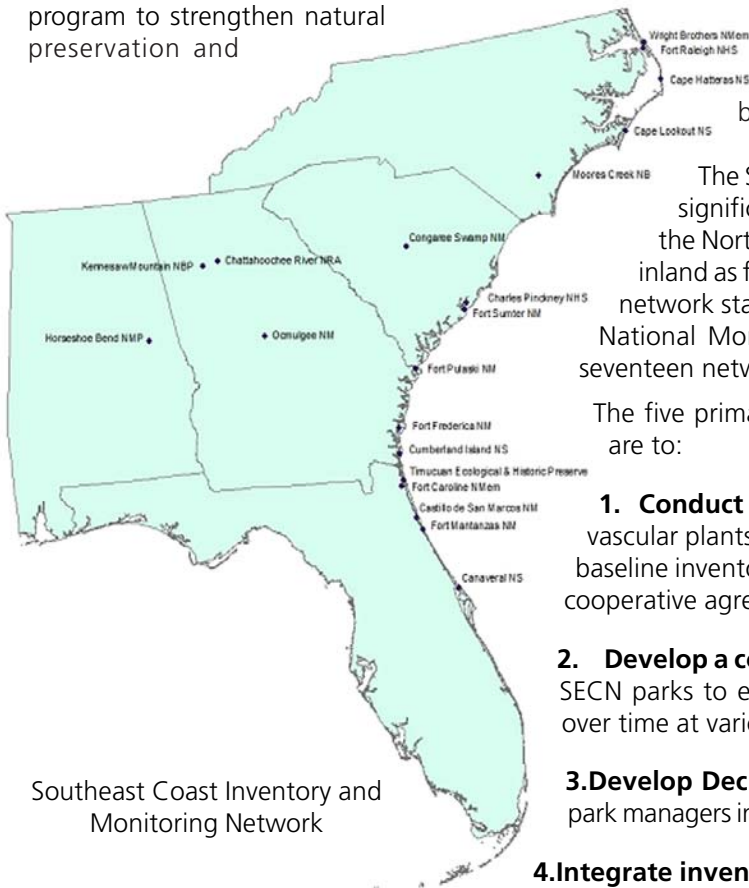 program to strengthen natural
preservation and
Wright Brothers NMem
Fort Raleigh NHS
Cape Hatteras NS
Cape Lookout NS
Moores Creek NB
Congaree Swamp NM
Kennesaw Mountain NBP
Chattahoochee River NRA
Charles Pinckney NHS
Fort Sumter NM
Horseshoe Bend NMP
Ocmulgee NM
Fort Pulaski NM
Fort Frederica NM
Cumberland Island NS
Timucuan Ecological & Historic Preserve
Fort Caroline NMem
Castillo de San Marcos NM
Fort Mantanzas NM
Canaveral NS
Southeast Coast Inventory and
Monitoring Network
b
The S
signific
the Nort
inland as f
network sta
National Mo
seventeen netw
The five prima
are to:
1. Conduct
vascular plants
baseline invento
cooperative agre
2. Develop a c
SECN parks to e
over time at vari
3.Develop Dec
park managers i
4.Integrate inven